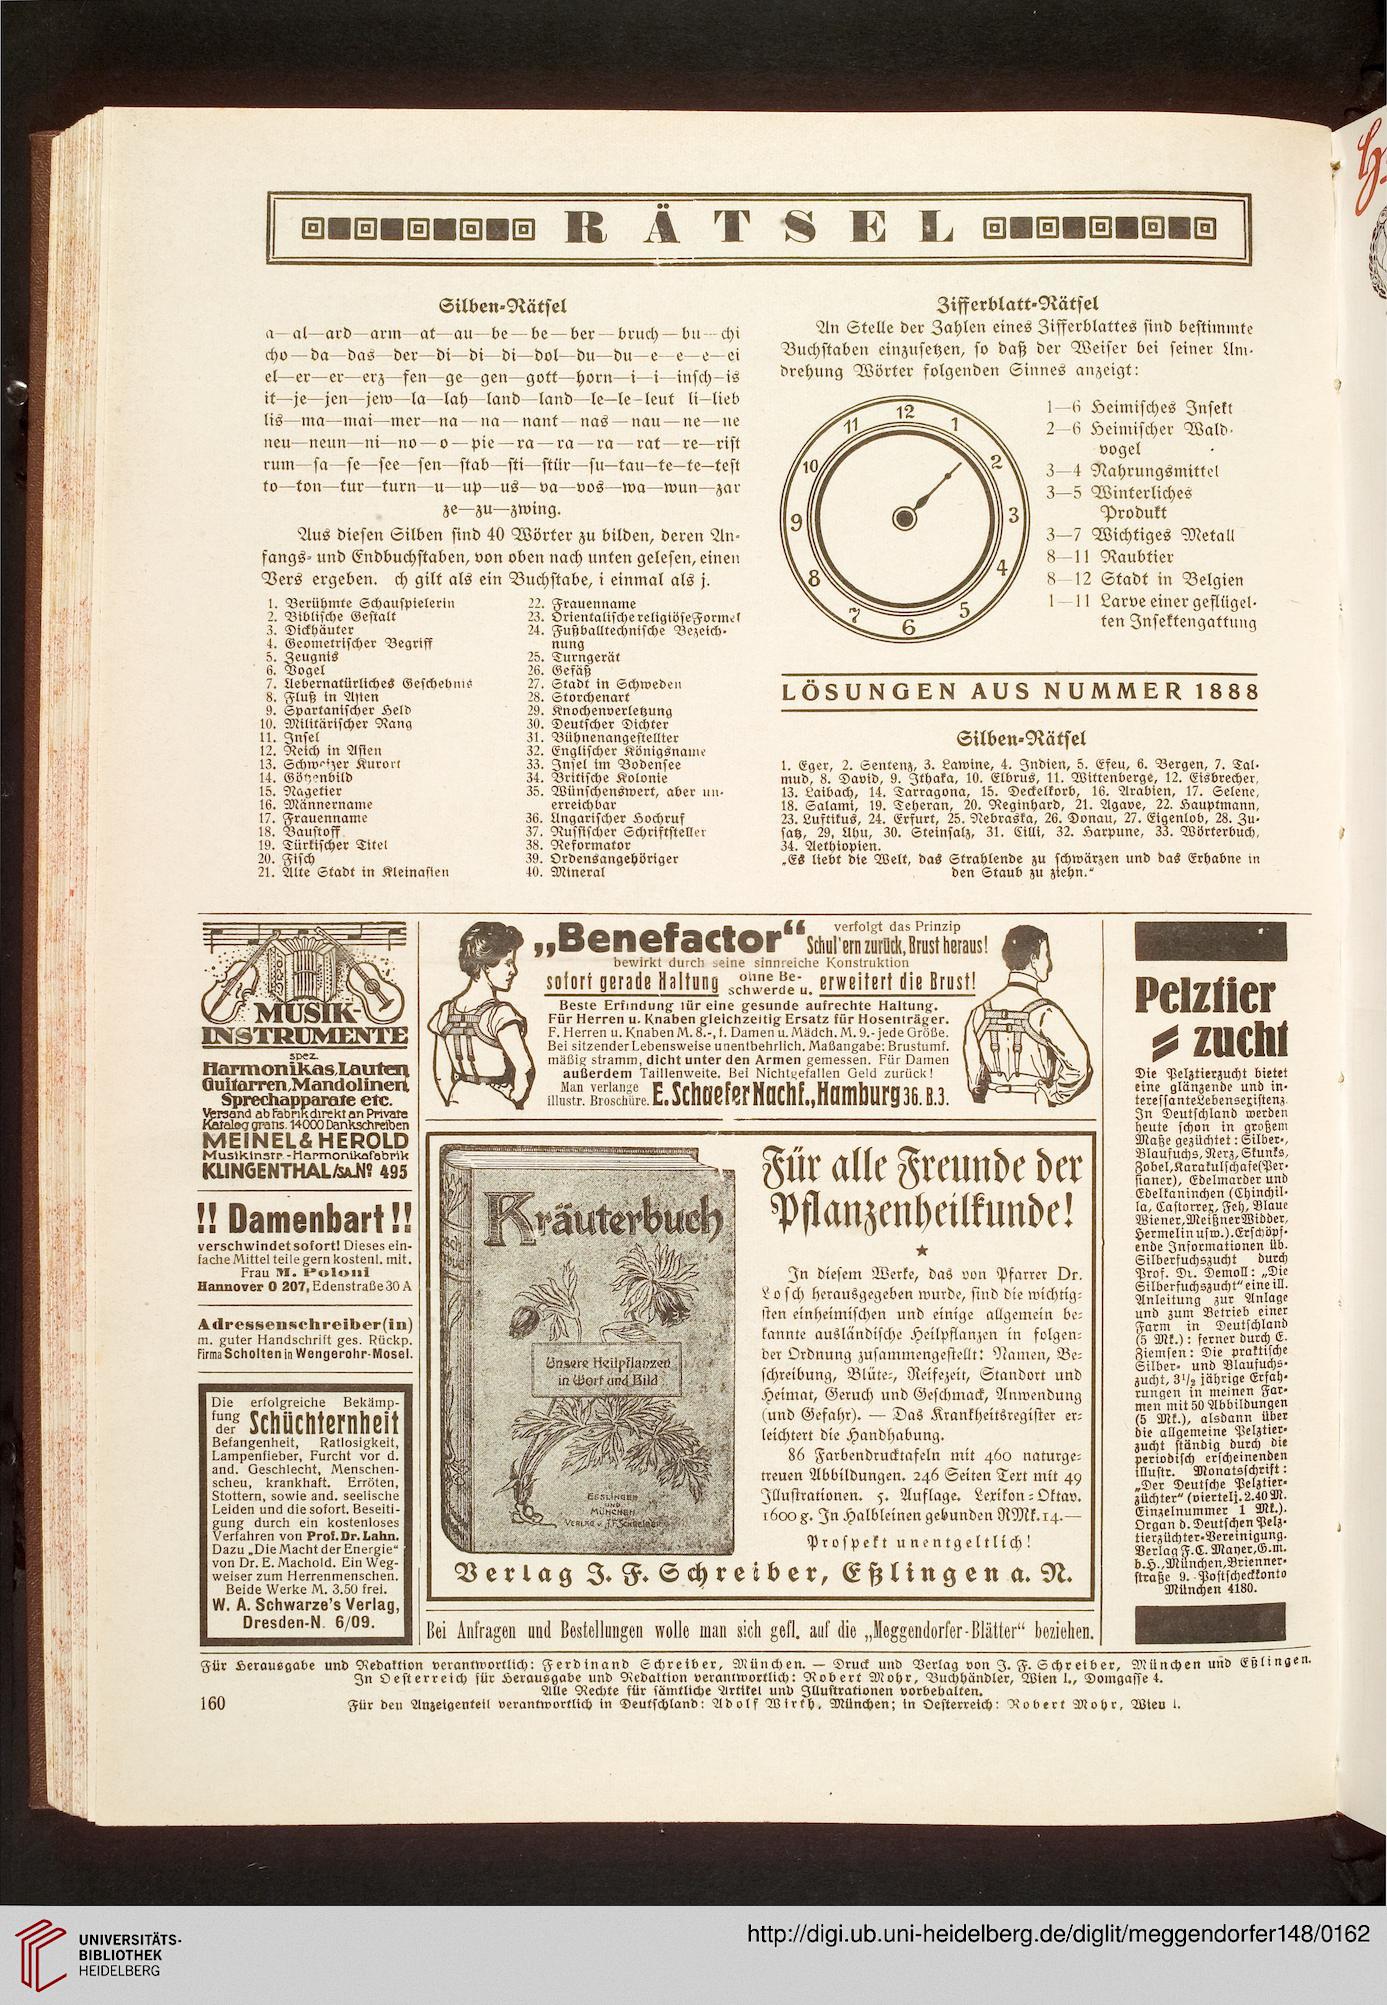 RÄTSEL
Silben-Rätsel
a—al—ard—arm—at—au—be—be—ber—bruch—bu—chi
cho—da—das—der—di—di—di—dol—du—du—e—e—e—ei
el—er—er—erz—fen—ge—gen—gott—horn—i—i—insch—is
it—je—jen—jew—la—lah—land—land—le—le—leut li—lieb
lis—ma—mai—mer—na—na—nant—nas—nau—ne—ne
neu—neun—ni—no—o—pie—ra—ra—ra—rat—re—rist
rum—sa—se—see—sen—stab—sti—stür—su—tau—te—te—test
to—ton—tur—turn—u—up—us—va—vos—wa—wun—zar
ze—zu—zwing.
Aus diesen Silben sind 40 Wörter zu bilden, deren An-
fangs- und Endbuchstaben, von oben nach unten gelesen, einen
Vers ergeben. ch gilt als ein Buchstabe, i einmal als j.
1. Berühmte Schauspielerin
2. Biblische Gestalt
3. Dickhäuter
4. Geometrischer Begriff
5. Zeugnis
6. Vogel
7. Uebernatürliches Geschehnis
8. Fluß in Asien
9. Spartanischer Held
10. Militärischer Rang
11. Insel
12. Reich in Asien
13. Schweizer Kurort
14. Götzenbild
15. Nagetier
16. Männername
17. Frauenname
18. Baustoff
19. Türkischer Titel
20. Fisch
21. Alte Stadt in Kleinasien
22. Frauenname
23. Orientalische religiöse Formel
24. Fußballtechnische Bezeich-
nung
25. Turngerät
26. Gefäß
27. Stadt in Schweden
28. Storchenart
29. Knochenverletzung
30. Deutscher Dichter
31. Bühnenangestellter
32. Englischer Königsname
33. Insel im Bodensee
34. Britische Kolonie
35. Wünschenswert, aber un-
erreichbar
36. Ungarischer Hochruf
37. Russischer Schriftsteller
38. Reformator
39. Ordensangehöriger
40. Mineral
Zifferblatt-Rätsel
An Stelle der Zahlen eines Zifferblattes sind bestimmte
Buchstaben einzusetzen, so daß der Weiser bei seiner Um-
drehung Wörter folgenden Sinnes anzeigt:
12
1
2
3
4
5
6
7
8
9
10
11
1—6 Heimisches Insekt
2—6 Heimischer Wald-
vogel
3—4 Nahrungsmittel
3—5 Winterliches
Produkt
3—7 Wichtiges Metall
8—11 Raubtier
8—12 Stadt in Belgien
1—11 Larve einer geflügel-
ten Insektengattung
LÖSUNGEN AUS NUMMER 1888
Silben-Rätsel
1. Eger, 2. Sentenz, 3. Lawine, 4. Indien, 5. Efeu, 6. Bergen, 7. Tal-
mud, 8. David, 9. Ithaka, 10. Elbrus, 11. Wittenberge, 12. Eisbrecher,
13. Laibach, 14. Tarragona, 15. Deckelkorb, 16. Arabien, 17. Selene,
18. Salami, 19. Teheran, 20. Reginhard, 21. Agave, 22. Hauptmann,
23. Luftikus, 24. Erfurt, 25. Nebraska, 26. Donau, 27. Eigenlob, 28. Zu-
satz, 29. Uhu, 30. Steinsalz, 31. Cilli, 32. Harpune, 33. Wörterbuch,
34. Aethiopien.
„Es liebt die Welt, das Strahlende zu schwärzen und das Erhabne in
den Staub zu ziehn."
MUSIK-
INSTRUMENTE
spez.
Harmonikas, Lauten,
Guitarren, Mandolinen,
Sprechapparate etc.
Versand ab Fabrik direkt an Private
Katalog gratis. 14000 Dankschreiben
MEINEL & HEROLD
Musikinstr.-Harmonikafabrik
KLINGENTHAL/Sa.Nº 495
!! Damenbart !!
verschwindet sofort! Dieses ein-
fache Mittel teile gern kostenl. mit.
Frau M. Poloni
Hannover O 207, Edenstraße 30 A
Adressenschreiber(in)
m. guter Handschrift ges. Rückp.
Firma Scholten in Wengerohr-Mosel.
Die erfolgreiche Bekämp-
fung der Schüchternheit
Befangenheit, Ratlosigkeit,
Lampenfieber, Furcht vor d.
and. Geschlecht, Menschen-
scheu, krankhaft. Erröten,
Stottern, sowie and. seelische
Leiden und die sofort. Beseiti-
gung durch ein kostenloses
Verfahren von Prof. Dr. Lahn.
Dazu „Die Macht der Energie"
von Dr. E. Machold. Ein Weg-
weiser zum Herrenmenschen.
Beide Werke M. 3.50 frei.
W. A. Schwarze's Verlag,
Dresden-N. 6/09.
„Benefactor"
verfolgt das Prinzip
Schultern zurück, Brust heraus!
bewirkt durch seine sinnreiche Konstruktion
sofort gerade Haltung ohne Be-
schwerde u. erweitert die Brust!
Beste Erfindung für eine gesunde aufrechte Haltung.
Für Herren u. Knaben gleichzeitig Ersatz für Hosenträger.
F. Herren u. Knaben M. 8.-, f. Damen u. Mädch. M. 9.- jede Größe.
Bei sitzender Lebensweise unentbehrlich. Maßangabe: Brustumf.
mäßig stramm, dicht unter den Armen gemessen. Für Damen
außerdem Taillenweite. Bei Nichtgefallen Geld zurück!
Man verlange
illustr. Broschüre. E. Schaefer Nachf., Hamburg 36. B.3.
Kräuterbuch
Unsere Heilpflanzen
in Wort und Bild
ESSLINGEN
UND
MÜNCHEN
VERLAG v. J.F. Schreiber
Für alle Freunde der
Pflanzenheilkunde!
In diesem Werke, das von Pfarrer Dr.
Losch herausgegeben wurde, sind die wichtig-
sten einheimischen und einige allgemein be-
kannte ausländische Heilpflanzen in folgen-
der Ordnung zusammengestellt: Namen, Be-
schreibung, Blüte-, Reifezeit, Standort und
Heimat, Geruch und Geschmack, Anwendung
(und Gefahr). — Das Krankheitsregister er-
leichtert die Handhabung.
86 Farbendrucktafeln mit 460 naturge-
treuen Abbildungen. 246 Seiten Text mit 49
Illustrationen. 5. Auflage. Lexikon-Oktav.
1600 g. In Halbleinen gebunden RMk. 14.—
Prospekt unentgeltlich!
Verlag J. F. Schreiber, Eßlingen a. N.
Bei Anfragen und Bestellungen wolle man sich gefl. auf die „Meggendorfer-Blätter" beziehen.
Pelztier
= zucht
Die Pelztierzucht bietet
eine glänzende und in-
teressante Lebensexistenz
In Deutschland werden
heute schon in großem
Maße gezüchtet: Silber-,
Blaufuchs, Nerz, Skunks,
Zobel, Karakulschafe (Per-
sianer), Edelmarder und
Edelkaninchen (Chinchil-
la, Castorrex, Feh, Blaue
Wiener, Meißner Widder,
Hermelin usw.). Erschöpf-
ende Informationen üb.
Silberfuchszucht durch
Prof. Dr. Demoll: „Die
Silberfuchszucht" eine ill.
Anleitung zur Anlage
und zum Betrieb einer
Farm in Deutschland
(5 Mk.): ferner durch E.
Ziemsen: Die praktische
Silber- und Blaufuchs-
zucht, 3½ jährige Erfah-
rungen in meinen Far-
men mit 50 Abbildungen
(5 Mk.), alsdann über
die allgemeine Pelztier-
zucht ständig durch die
periodisch erscheinenden
illustr. Monatsschrift:
„Der Deutsche Pelztier-
züchter" (viertelj. 2.40 M.
Einzelnummer 1 Mk.).
Organ d. Deutschen Pelz-
tierzüchter-Vereinigung.
Verlag F. C. Mayer, G. m.
b. H., München, Brienner-
straße 9. Postscheckkonto
München 4180.
Für Herausgabe und Redaktion verantwortlich: Ferdinand Schreiber, München. — Druck und Verlag von J. F. Schreiber, München und Eßlingen.
In Oesterreich für Herausgabe und Redaktion verantwortlich: Robert Mohr, Buchhändler, Wien I., Domgasse 4.
Alle Rechte für sämtliche Artikel und Illustrationen vorbehalten.
160 Für den Anzeigenteil verantwortlich in Deutschland: Adolf Wirth, München; in Oesterreich: Robert Mohr, Wien I.
UNIVERSITÄTS-
BIBLIOTHEK
HEIDELBERG
http://digi.ub.uni-heidelberg.de/diglit/meggendorfer148/0162